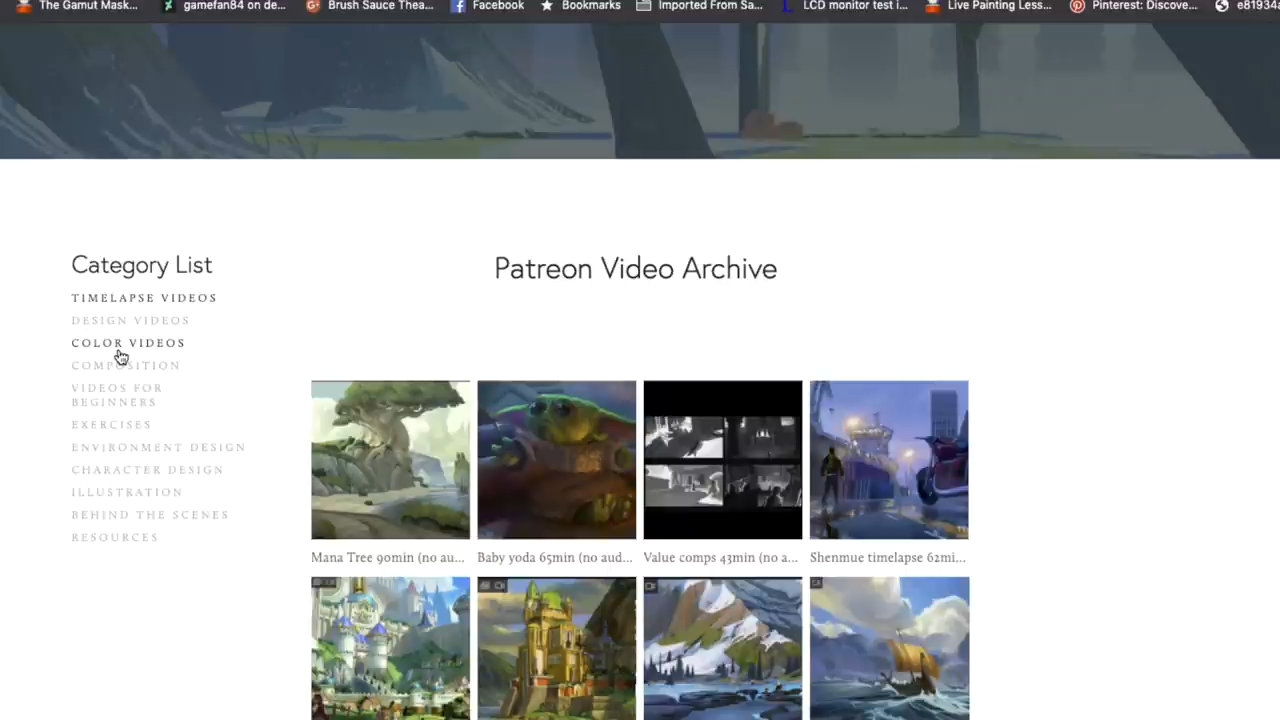 The Gamut Mask... gamefan84 on de... Brush Sauce Thea... Facebook Bookmarks Imported From Sa... LCD monitor test i... Live Painting Less... Pinterest: Discove... e81934a
Category List
Patreon Video Archive
TIMELAPSE VIDEOS
DESIGN VIDEOS
COLOR VIDEOS
COMPOSITION
VIDEOS FOR
BEGINNERS
EXERCISES
ENVIRONMENT DESIGN
CHARACTER DESIGN
ILLUSTRATION
BEHIND THE SCENES
RESOURCES
Mana Tree 90min (no au... Baby yoda 65min (no aud... Value comps 43min (no a... Shenmue timelapse 62mi...